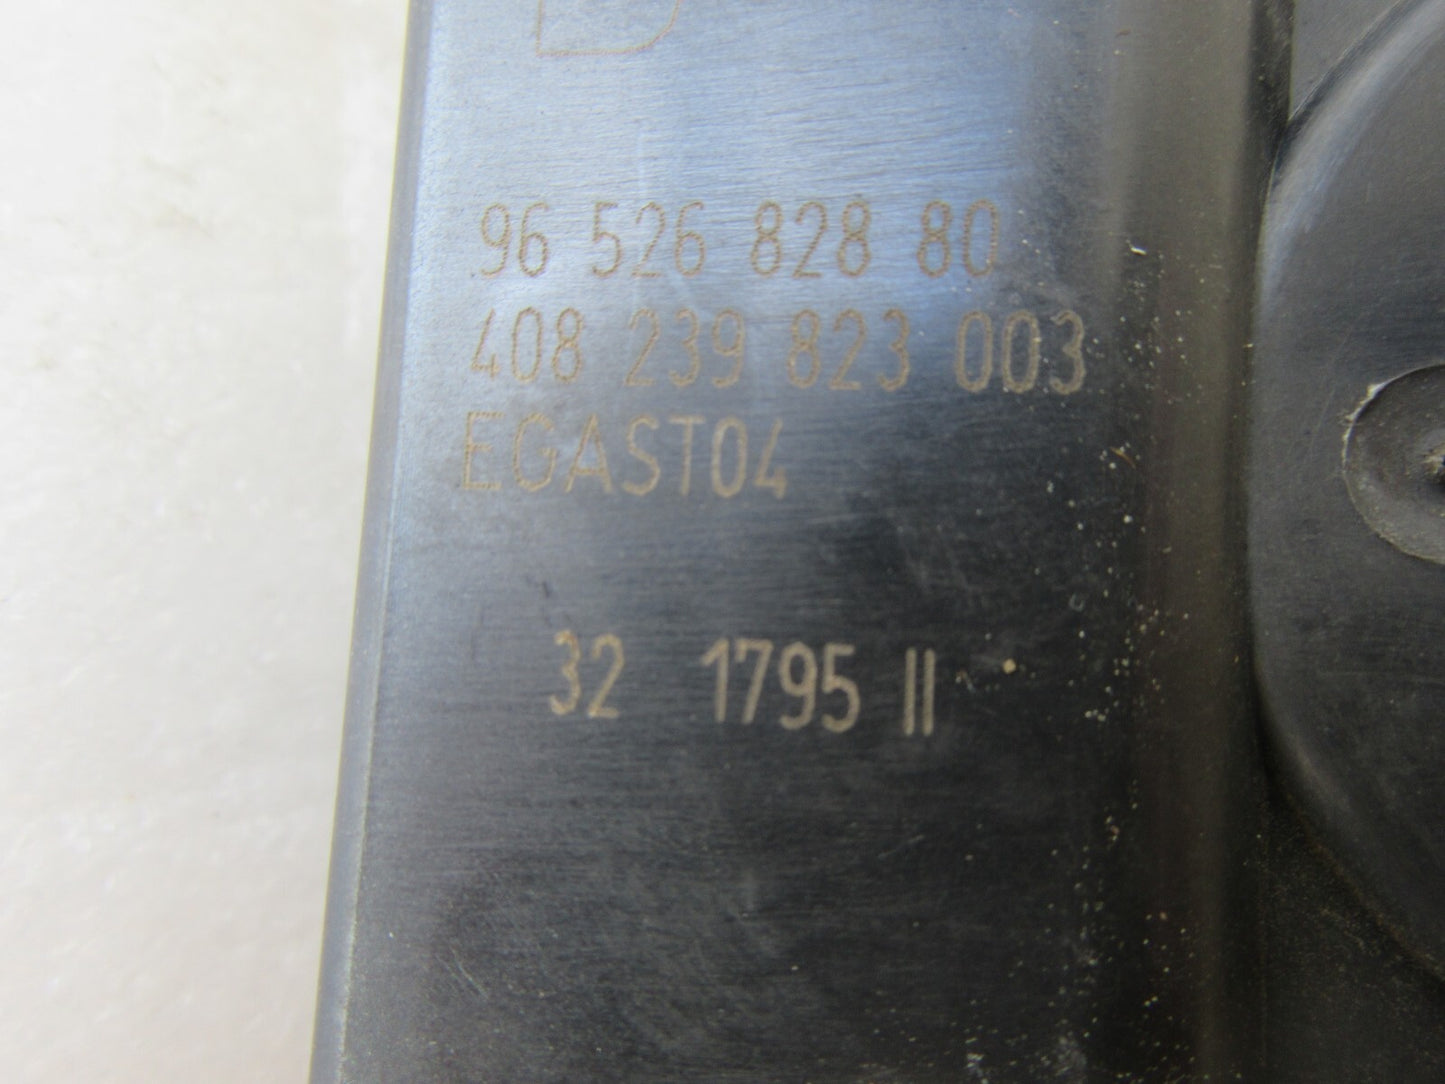 96 526 828 80
408 239 823 003
EGAST04
32 1795 II